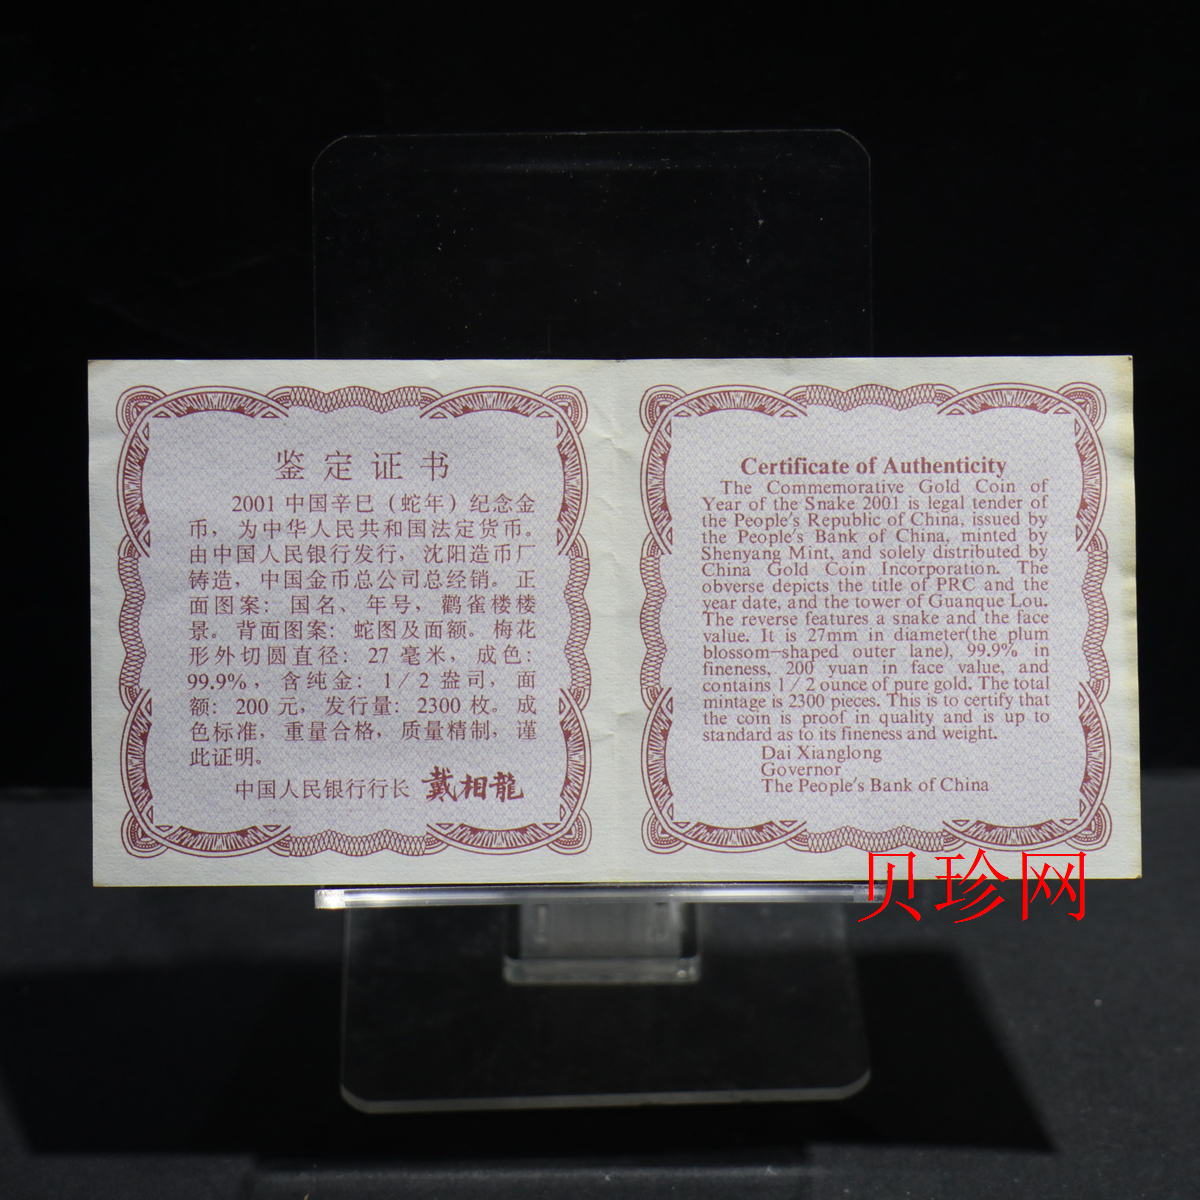 鉴定证书
2001中国辛巳（蛇年）纪念金
币，为中华人民共和国法定货币。
由中国人民银行发行，沈阳造币厂
铸造，中国金币总公司总经销。正
面图案：国名、年号，鹳雀楼楼
景。背面图案：蛇图及面额。梅花
形外切圆直径：27毫米，成色：
99.9%，含纯金：1/2盎司，面
额：200元，发行量：2300枚。成
色标准，重量合格，质量精制，谨
此证明。
中国人民银行行长 戴相龍
Certificate of Authenticity
The Commemorative Gold Coin of
Year of the Snake 2001 is legal tender of
the People's Republic of China, issued by
the People's Bank of China, minted by
Shenyang Mint, and solely distributed by
China Gold Coin Incorporation. The
obverse depicts the title of PRC and the
year date, and the tower of Guanque Lou.
The reverse features a snake and the face
value. It is 27mm in diameter(the plum
blossom-shaped outer lane), 99.9% in
fineness, 200 yuan in face value, and
contains 1/2 ounce of pure gold. The total
mintage is 2300 pieces. This is to certify that
the coin is proof in quality and is up to
standard as to its fineness and weight.
Dai Xianglong
Governor
The People's Bank of China
贝珍网